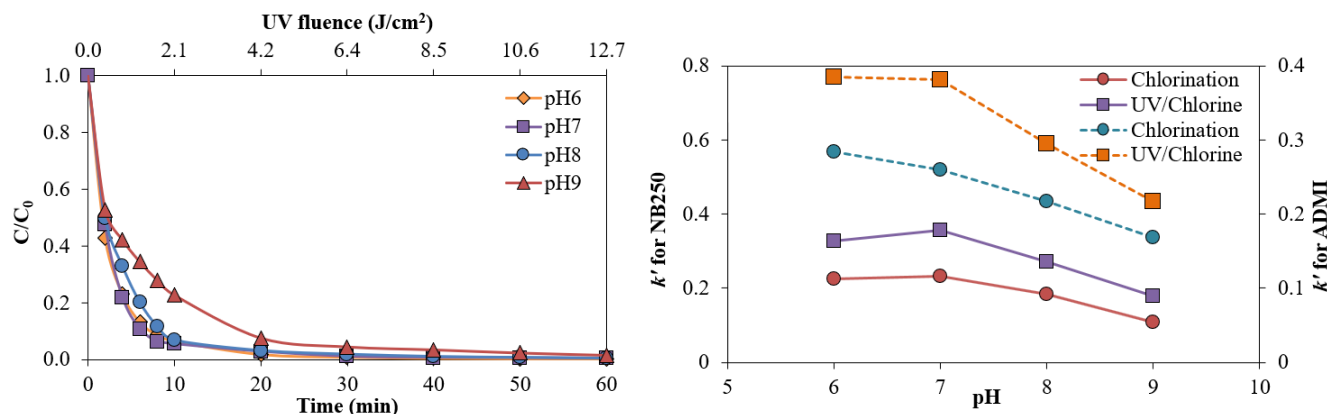 UV fluence (J/cm²)
0.0 2.1 4.2 6.4 8.5 10.6 12.7
1.0
0.8
0.6
0.4
0.2
0.0
C/C₀
pH6
pH7
pH8
pH9
0 10 20 30 40 50 60
Time (min)
0.8
0.6
0.4
0.2
0
k' for NB250
Chlorination
UV/Chlorine
Chlorination
UV/Chlorine
0.4
0.3
0.2
0.1
0
k' for ADMI
5 6 7 8 9 10
pH